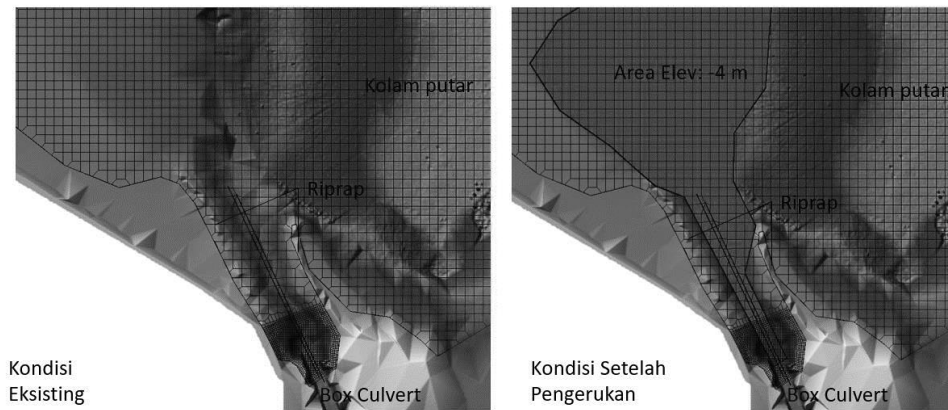 Kolam putar
Riprap
Kondisi
Eksisting
Box Culvert
Area Elev: -4 m
Kolam putar
Riprap
Kondisi Setelah
Pengerukan
Box Culvert